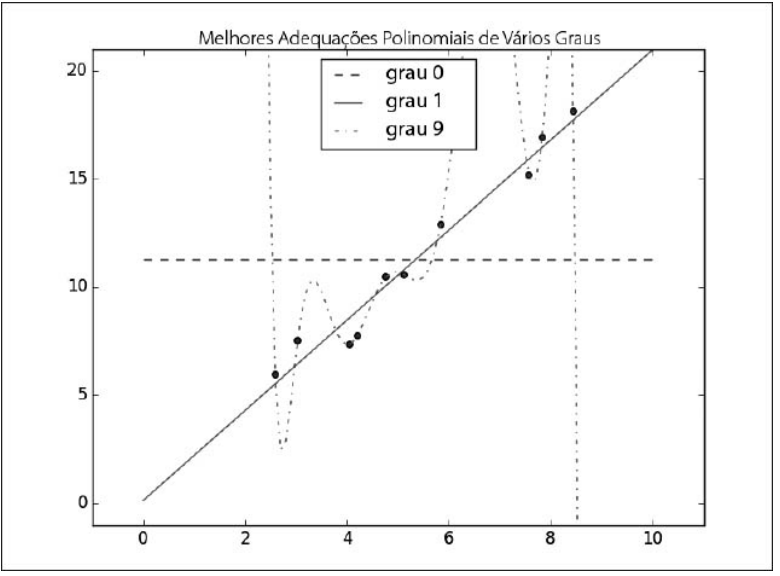 Melhores Adequações Polinomiais de Vários Graus
grau 0
grau 1
grau 9
20
15
10
5
0
0 2 4 6 8 10